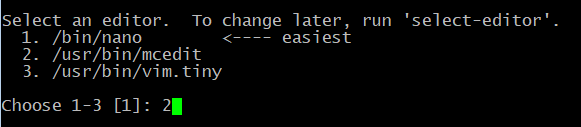 Select an editor.  To change later, run 'select-editor'.
  1. /bin/nano        <---- easiest
  2. /usr/bin/mcedit
  3. /usr/bin/vim.tiny
Choose 1-3 [1]: 2